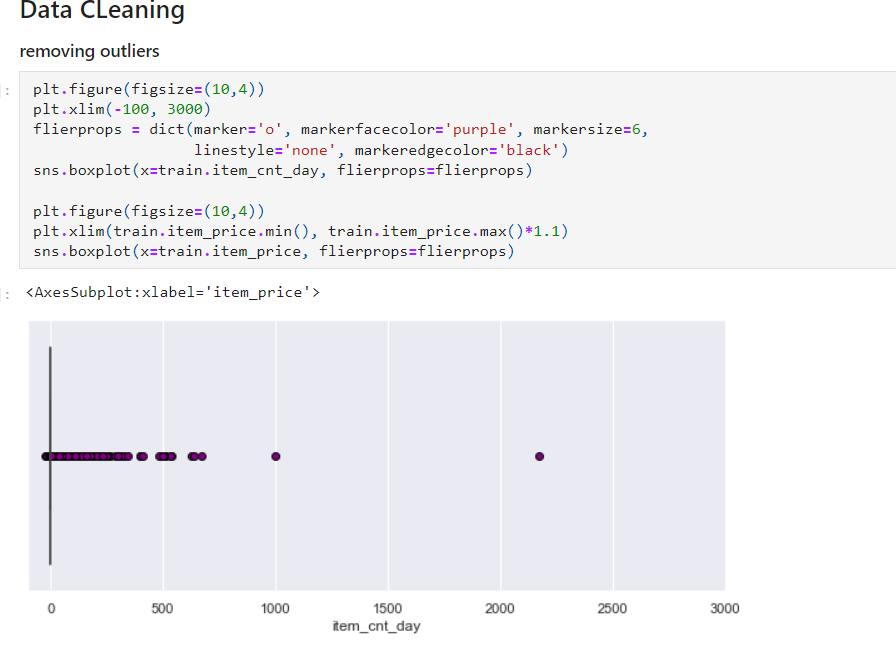 Data CLeaning
removing outliers
:
plt.figure(figsize=(10,4))
plt.xlim(-100, 3000)
flierprops = dict(marker='o', markerfacecolor='purple', markersize=6,
linestyle='none', markeredgecolor='black')
sns.boxplot(x=train.item_cnt_day, flierprops=flierprops)
plt.figure(figsize=(10,4))
plt.xlim(train.item_price.min(), train.item_price.max()*1.1)
sns.boxplot(x=train.item_price, flierprops=flierprops)
:
<AxesSubplot:xlabel='item_price'>
0 500 1000 1500 2000 2500 3000
item_cnt_day